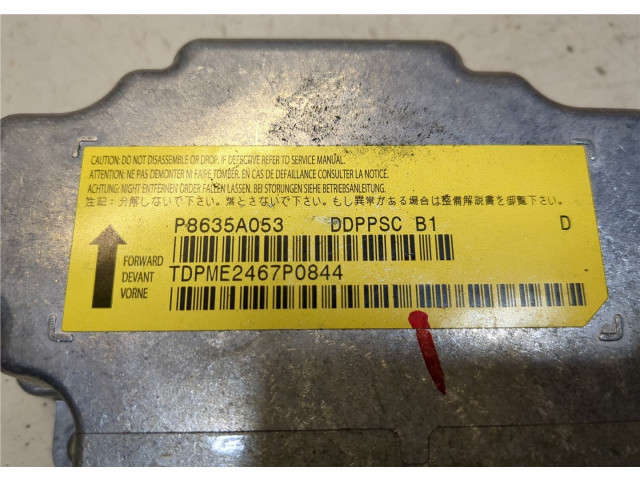 CAUTION: DO NOT DISASSEMBLE OR DROP. IF DEFECTIVE REFER TO SERVICE MANUAL.
ATTENTION: NE PAS DEMONTER NI FAIRE TOMBER. EN CAS DE DEFAILLANCE CONSULTER LA NOTICE.
ACHTUNG: NIGHT ENTFERNEN ODER FALLEN LASSEN. BEI STORUNGEN SIEHE BETRIEBSANLEITUNG.
注記：分解しないで下さい。落とさないで下さい。もし異常がある場合は整備解説書を御覧下さい。
P8635A053 DDPPSC B1 D
FORWARD
DEVANT
VORNE
TDPME2467P0844